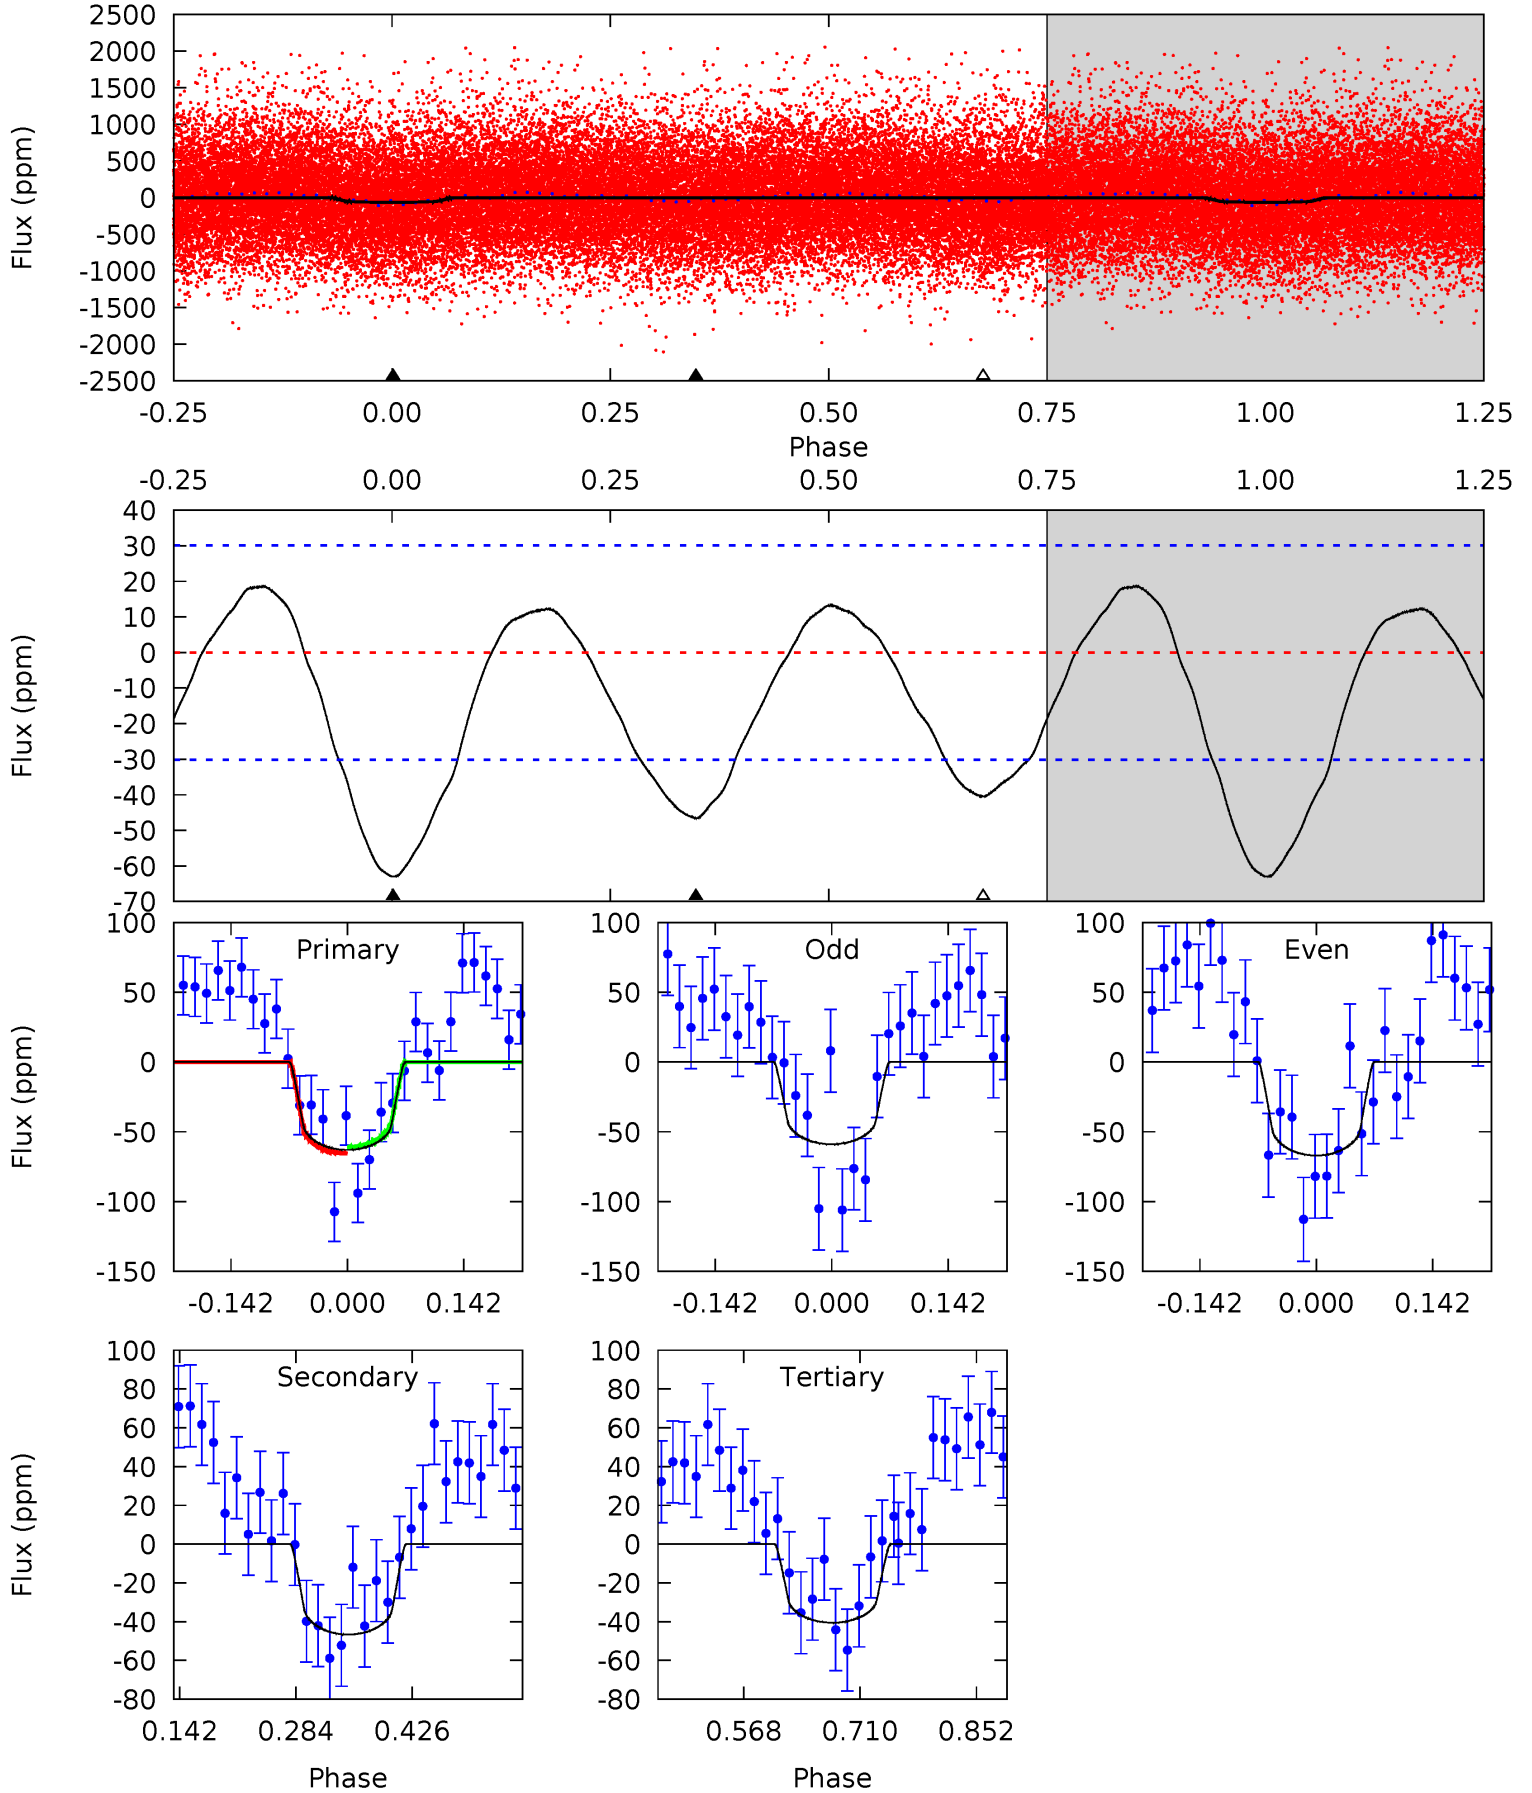 2500
2000
1500
1000
500
0
-500
-1000
-1500
-2000
-2500
Flux (ppm)
-0.25 0.00 0.25 0.50 0.75 1.00 1.25
Phase
-0.25 0.00 0.25 0.50 0.75 1.00 1.25
40
30
20
10
0
-10
-20
-30
-40
-50
-60
-70
Flux (ppm)
Primary Odd Even
100 100 100
50 50 50
0 0 0
-50 -50 -50
-100 -100 -100
-150 -150 -150
Flux (ppm)
-0.142 0.000 0.142 -0.142 0.000 0.142 -0.142 0.000 0.142
Secondary Tertiary
100 100
80 80
60 60
40 40
20 20
0 0
-20 -20
-40 -40
-60 -60
-80 -80
Flux (ppm)
0.142 0.284 0.426 0.568 0.710 0.852
Phase Phase